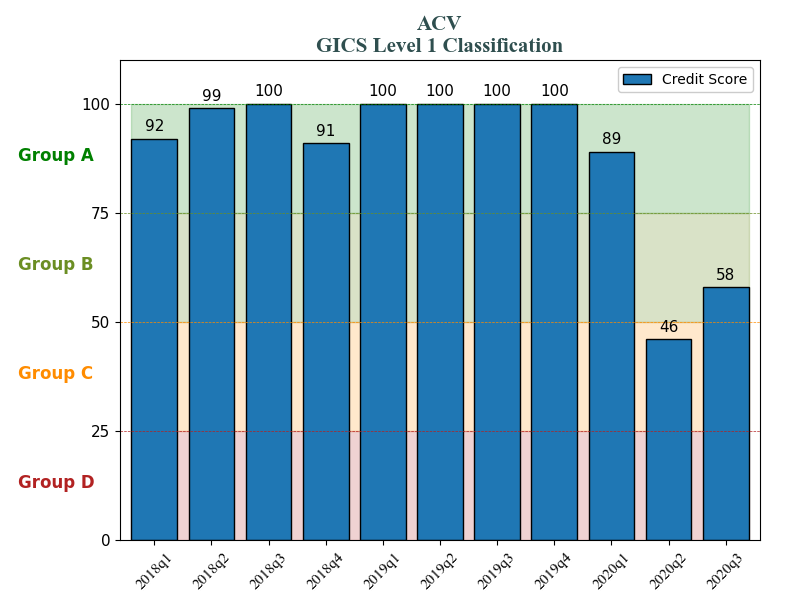 ACV
GICS Level 1 Classification
Credit Score
100
75
50
25
0
Group A
Group B
Group C
Group D
92
99
100
91
100
100
100
100
89
46
58
2018q1
2018q2
2018q3
2018q4
2019q1
2019q2
2019q3
2019q4
2020q1
2020q2
2020q3